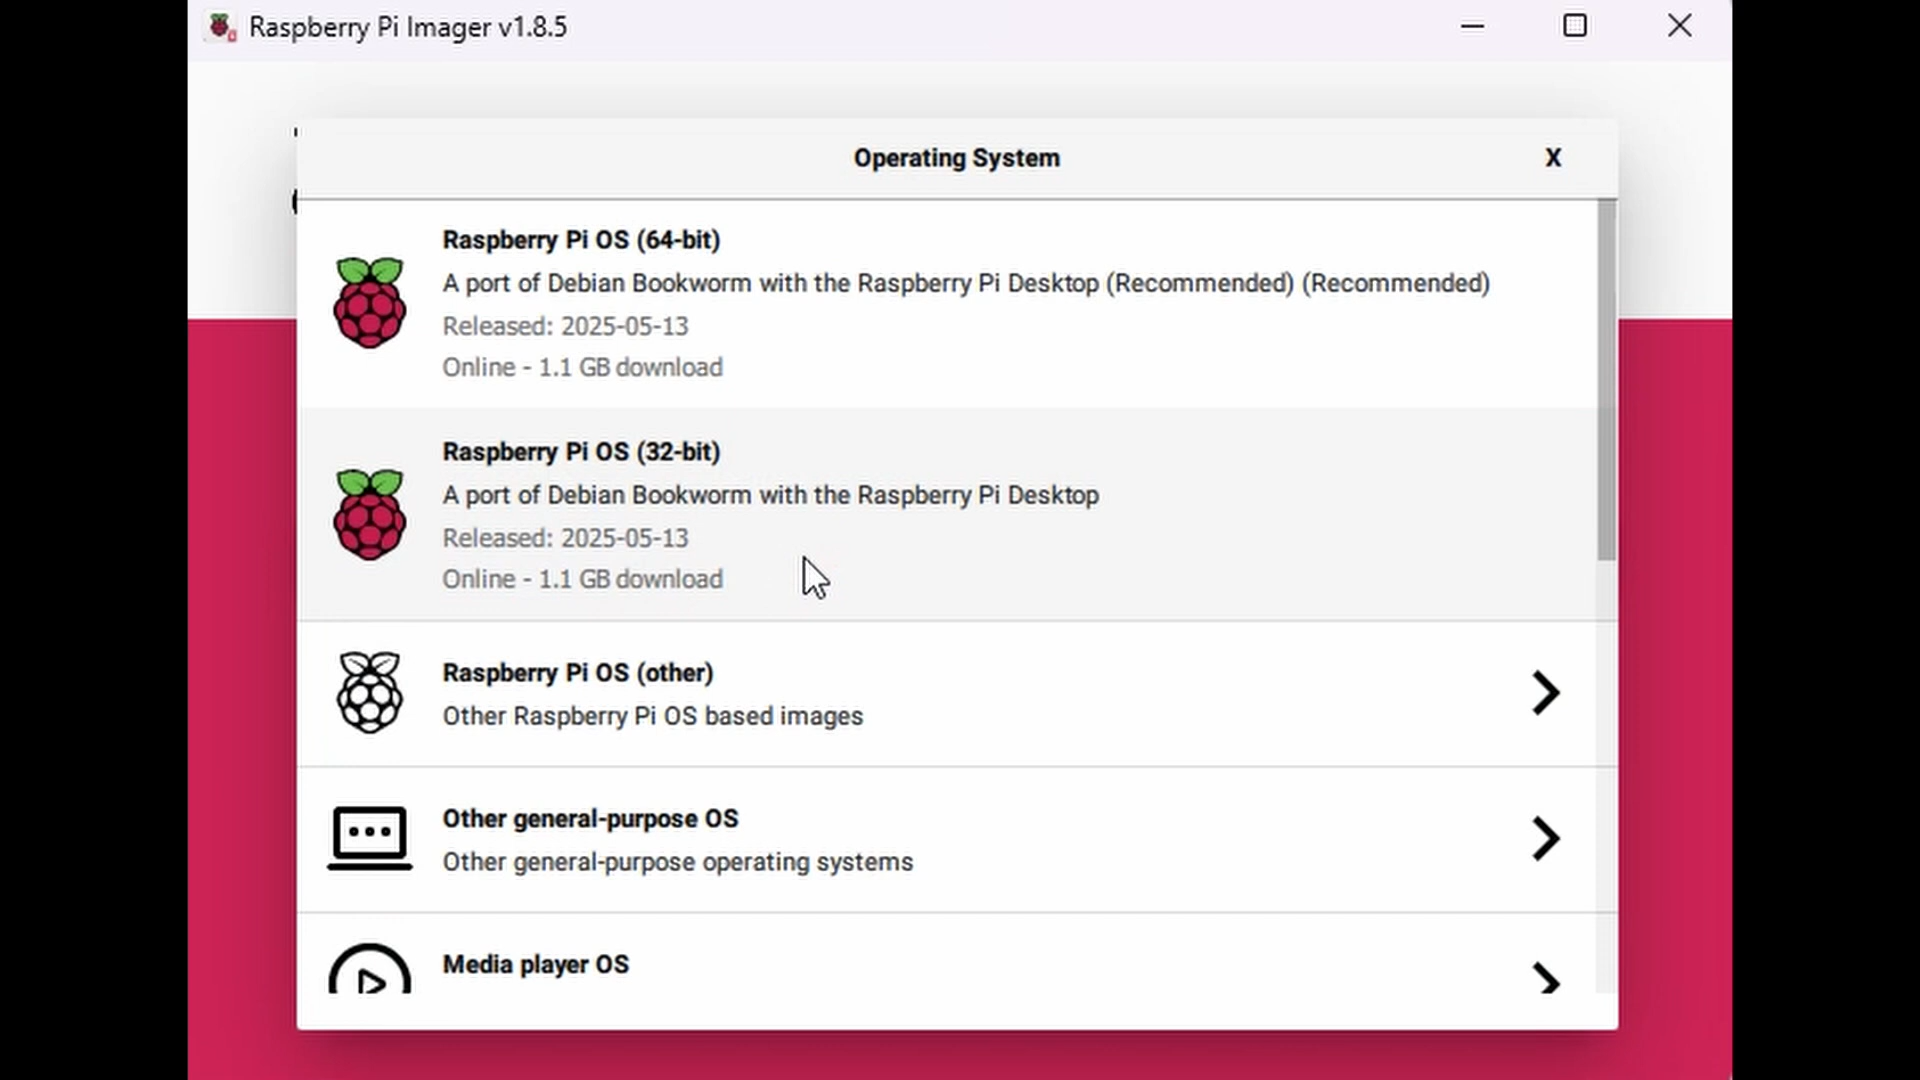 Raspberry Pi Imager v1.8.5
Operating System
X
Raspberry Pi OS (64-bit)
A port of Debian Bookworm with the Raspberry Pi Desktop (Recommended) (Recommended)
Released: 2025-05-13
Online - 1.1 GB download
Raspberry Pi OS (32-bit)
A port of Debian Bookworm with the Raspberry Pi Desktop
Released: 2025-05-13
Online - 1.1 GB download
Raspberry Pi OS (other)
Other Raspberry Pi OS based images
Other general-purpose OS
Other general-purpose operating systems
Media player OS